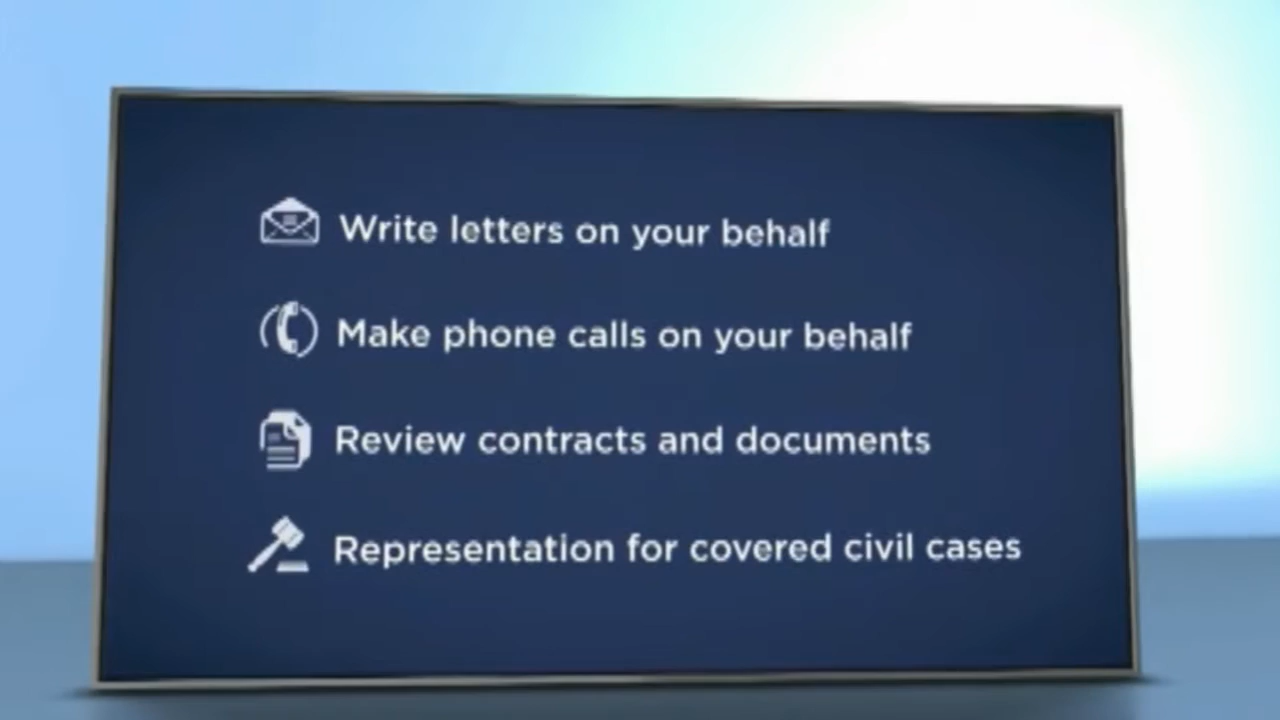 Write letters on your behalf
Make phone calls on your behalf
Review contracts and documents
Representation for covered civil cases